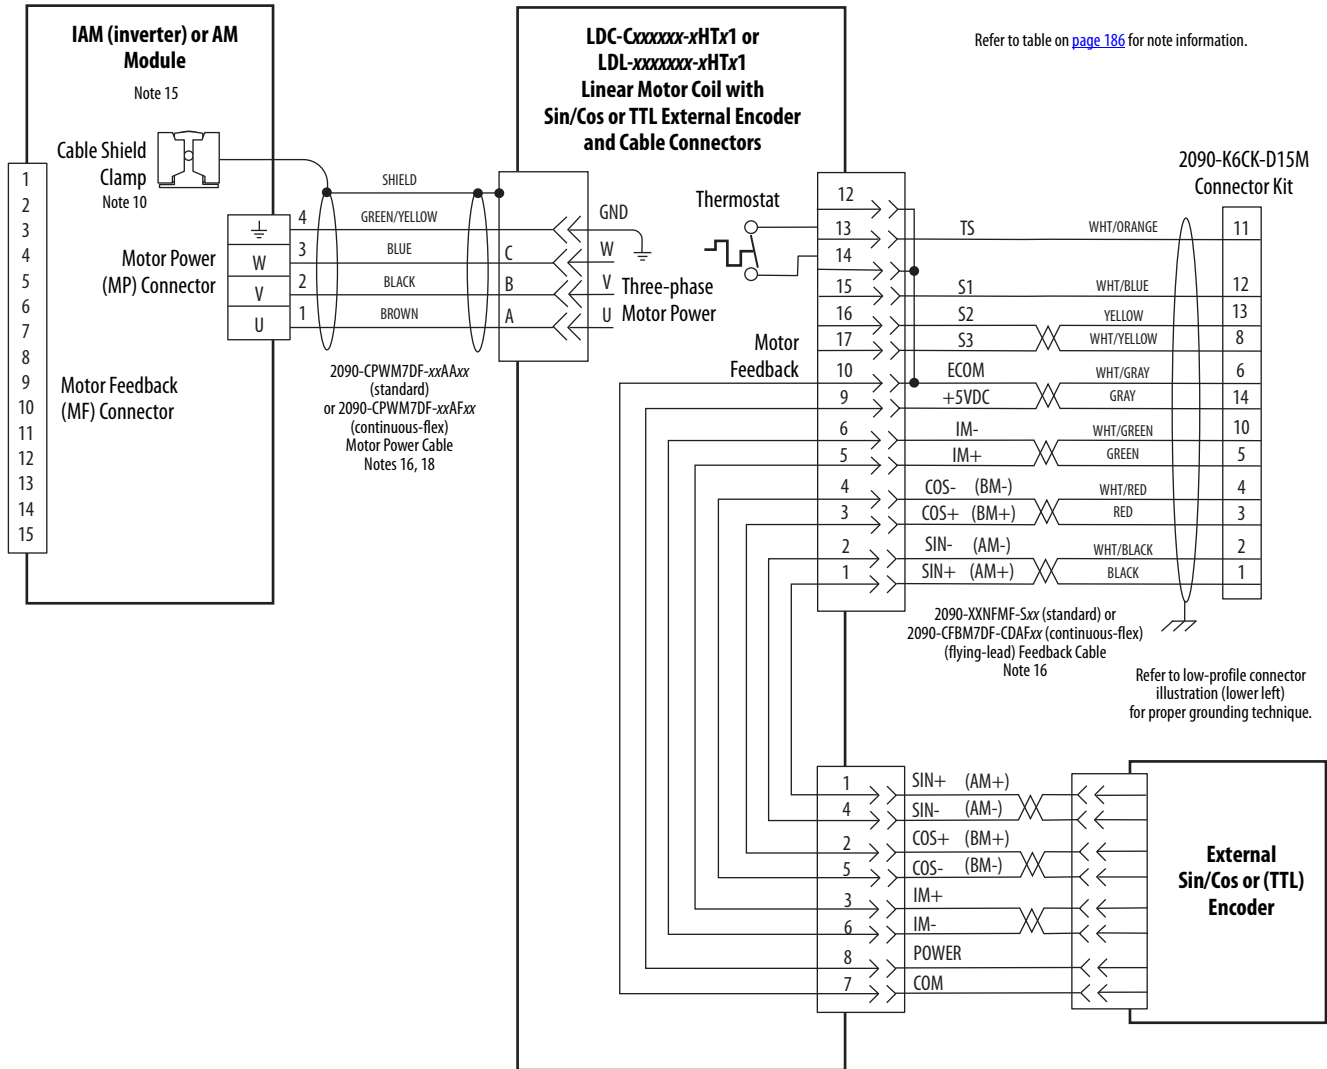 IAM (inverter) or AM
Module
Note 15
Cable Shield
Clamp
Note 10
1
2
3
4
5
6
7
8
9
10
11
12
13
14
15
Motor Power
(MP) Connector
W
V
U
4
3
2
1
Motor Feedback
(MF) Connector
SHIELD
GREEN/YELLOW
BLUE
BLACK
BROWN
2090-CPWM7DF-xxAAxx
(standard)
or 2090-CPWM7DF-xxAFxx
(continuous-flex)
Motor Power Cable
Notes 16, 18
LDC-Cxxxxxx-xHTx1 or
LDL-xxxxxxx-xHTx1
Linear Motor Coil with
Sin/Cos or TTL External Encoder
and Cable Connectors
C
B
A
GND
W
V
U
Three-phase
Motor Power
Thermostat
Motor
Feedback
12
13
14
15
16
17
10
9
6
5
4
3
2
1
TS
S1
S2
S3
ECOM
+5VDC
IM-
IM+
COS- (BM-)
COS+ (BM+)
SIN- (AM-)
SIN+ (AM+)
WHT/ORANGE
WHT/BLUE
YELLOW
WHT/YELLOW
WHT/GRAY
GRAY
WHT/GREEN
GREEN
WHT/RED
RED
WHT/BLACK
BLACK
Refer to table on page 186 for note information.
2090-K6CK-D15M
Connector Kit
11
12
13
8
6
14
10
5
4
3
2
1
2090-XXNFMF-Sxx (standard) or
2090-CFBM7DF-CDAFxx (continuous-flex)
(flying-lead) Feedback Cable
Note 16
Refer to low-profile connector
illustration (lower left)
for proper grounding technique.
1
4
2
5
3
6
8
7
SIN+ (AM+)
SIN- (AM-)
COS+ (BM+)
COS- (BM-)
IM+
IM-
POWER
COM
External
Sin/Cos or (TTL)
Encoder